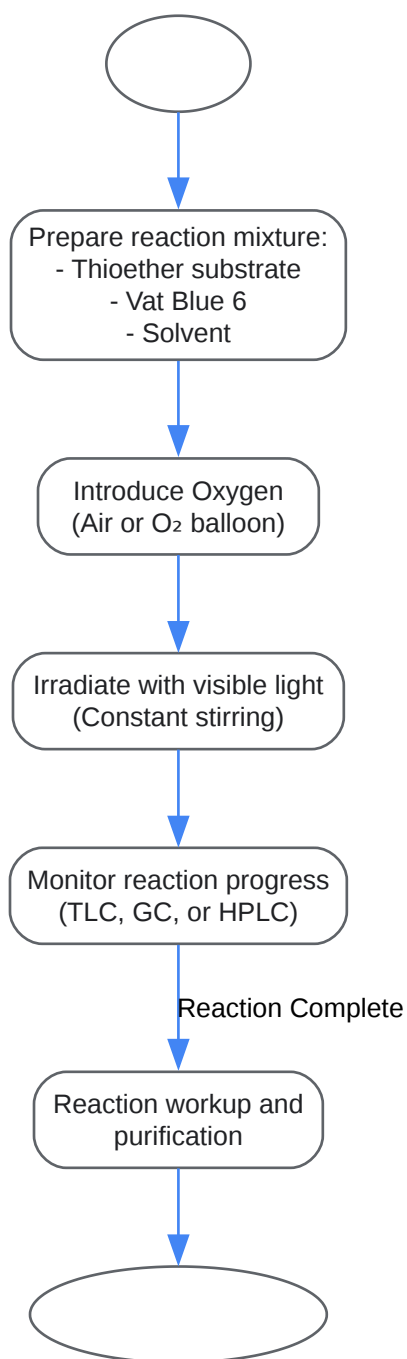 Prepare reaction mixture:
- Thioether substrate
- Vat Blue 6
- Solvent
Introduce Oxygen
(Air or O₂ balloon)
Irradiate with visible light
(Constant stirring)
Monitor reaction progress
(TLC, GC, or HPLC)
Reaction Complete
Reaction workup and
purification